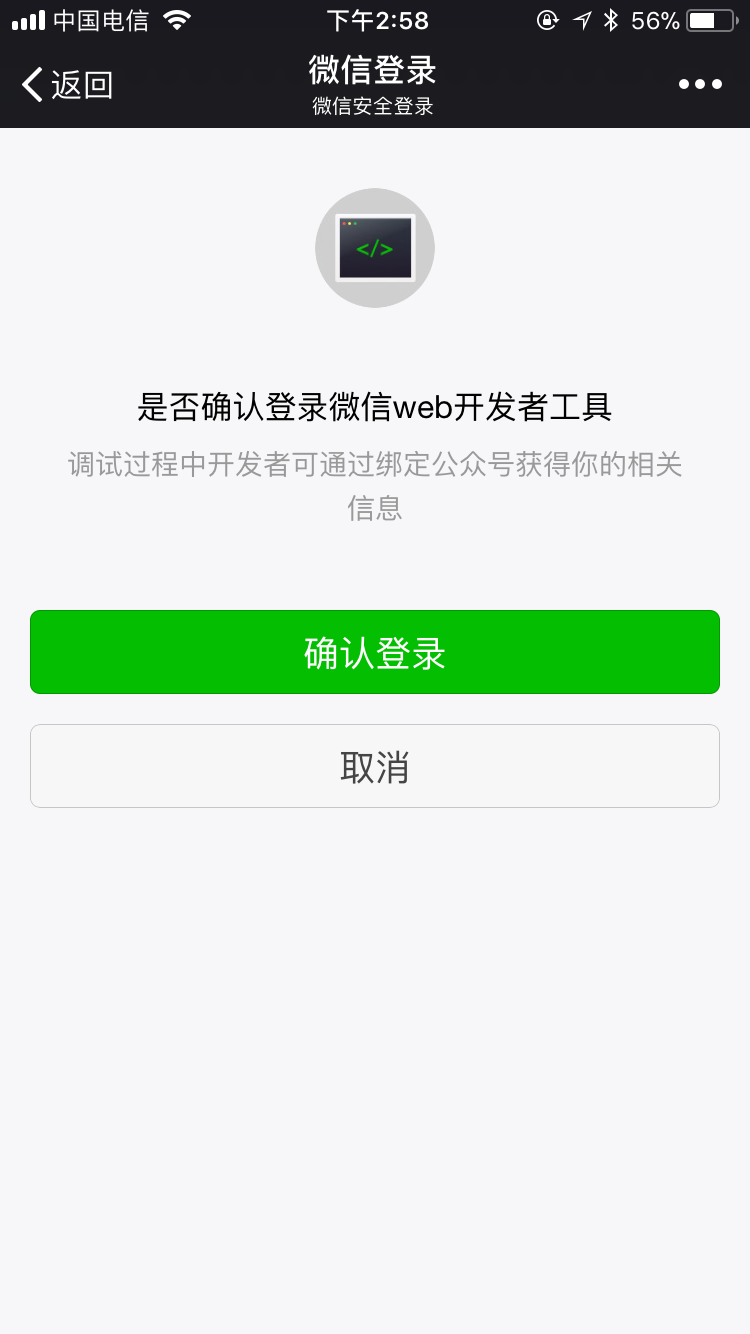 中国电信
下午2:58
56%
返回
微信登录
微信安全登录
</>
是否确认登录微信web开发者工具
调试过程中开发者可通过绑定公众号获得你的相关
信息
确认登录
取消